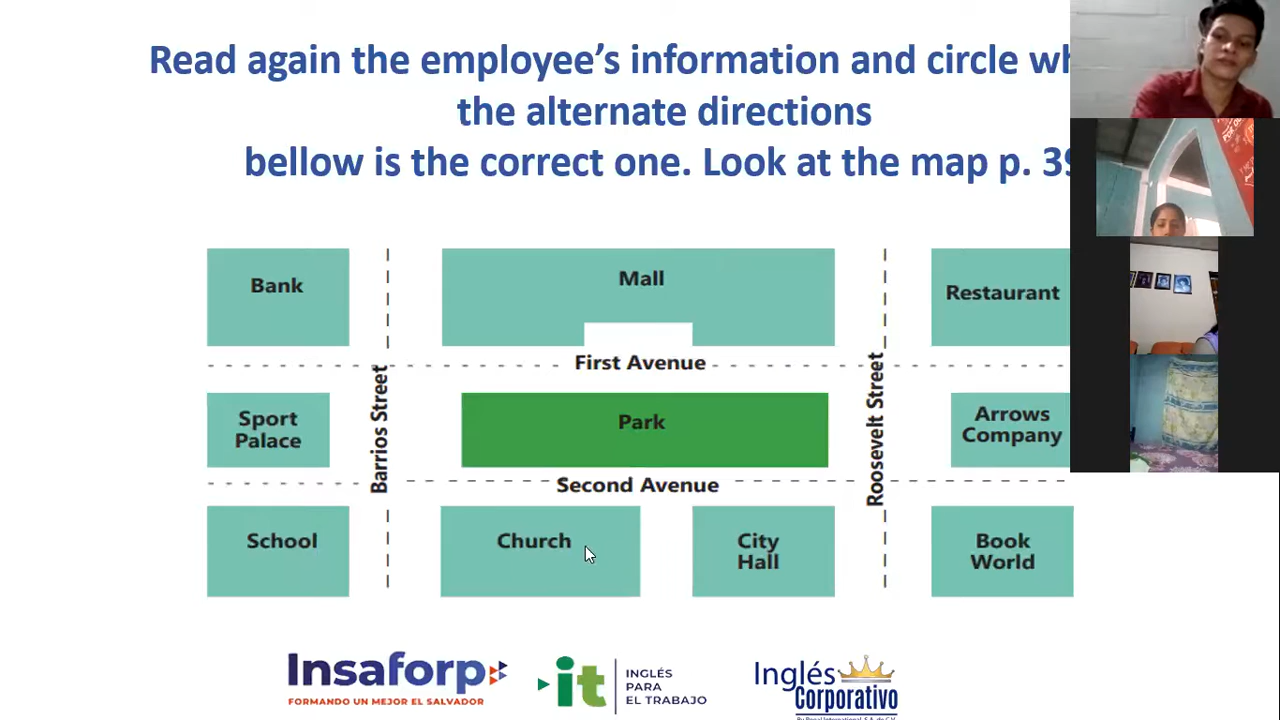 Read again the employee's information and circle
the alternate directions
bellow is the correct one. Look at the map p.
Bank
Mall
Restaurant
First Avenue
Barrios Street
Roosevelt Street
Sport
Palace
Park
Arrows
Company
Second Avenue
School
Church
City
Hall
Book
World
Insaforp
FORMANDO UN MEJOR EL SALVADOR
it
INGLÉS
PARA
EL TRABAJO
Inglés
Corporativo